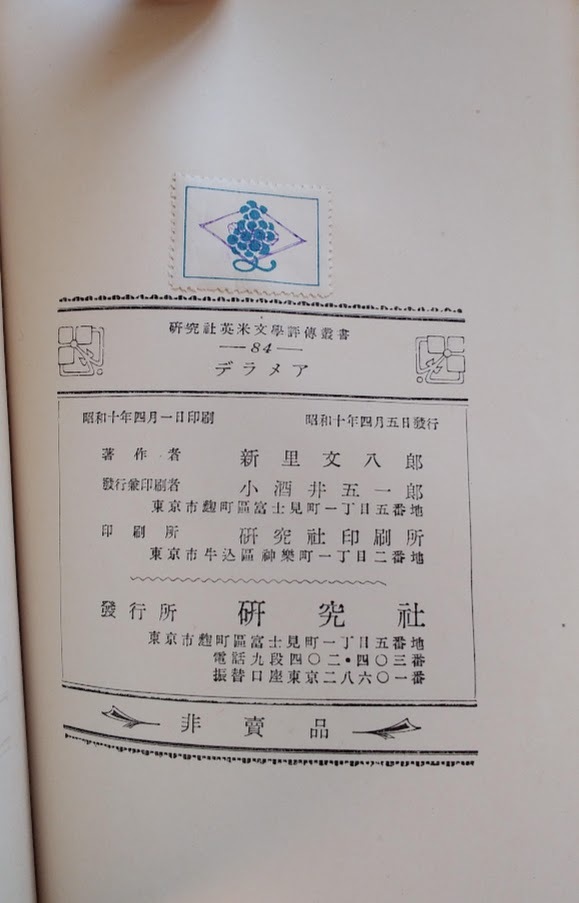 研究社英米文學評傳叢書
—84—
デラメア
昭和十年四月一日印刷 昭和十年四月五日發行
著作者 新里文八郎
發行兼印刷者 小酒井五一郎
東京市麴町區富士見町一丁目五番地
印刷所 研究社印刷所
東京市牛込區神樂町一丁目二番地
發行所 研究社
東京市麴町區富士見町一丁目五番地
電話九段四〇二・四〇三番
振替口座東京二八六〇一番
非賣品